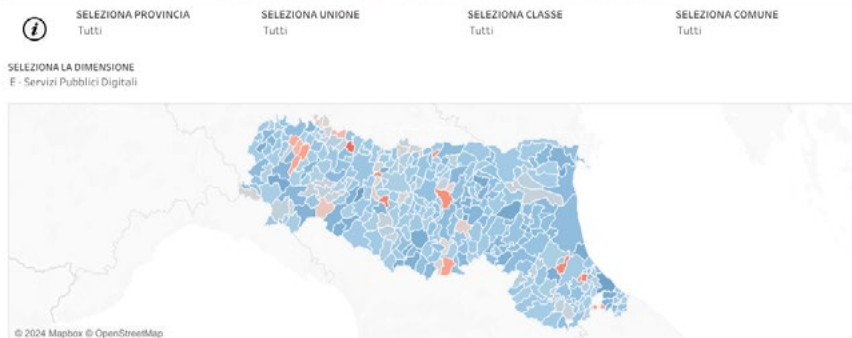 SELEZIONA PROVINCIA
Tutti
SELEZIONA UNIONE
Tutti
SELEZIONA CLASSE
Tutti
SELEZIONA COMUNE
Tutti
i
SELEZIONA LA DIMENSIONE
E - Servizi Pubblici Digitali
© 2024 Mapbox © OpenStreetMap